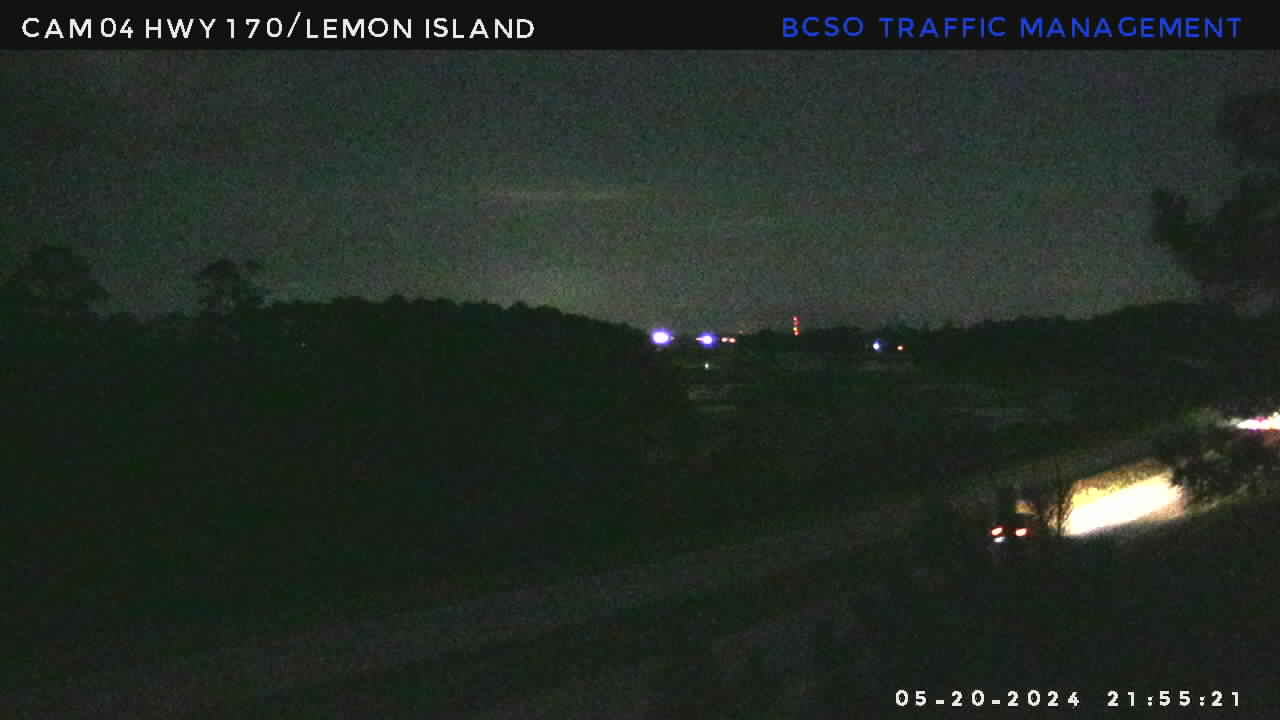 CAM04 HWY 170/LEMON ISLAND
BCSO TRAFFIC MANAGEMENT
05-20-2024 21:55:21